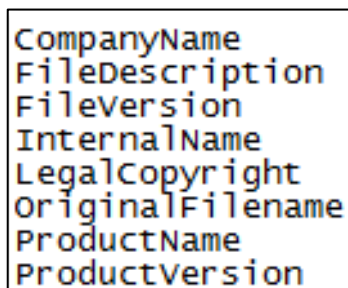 CompanyName
FileDescription
FileVersion
InternalName
LegalCopyright
OriginalFilename
ProductName
ProductVersion